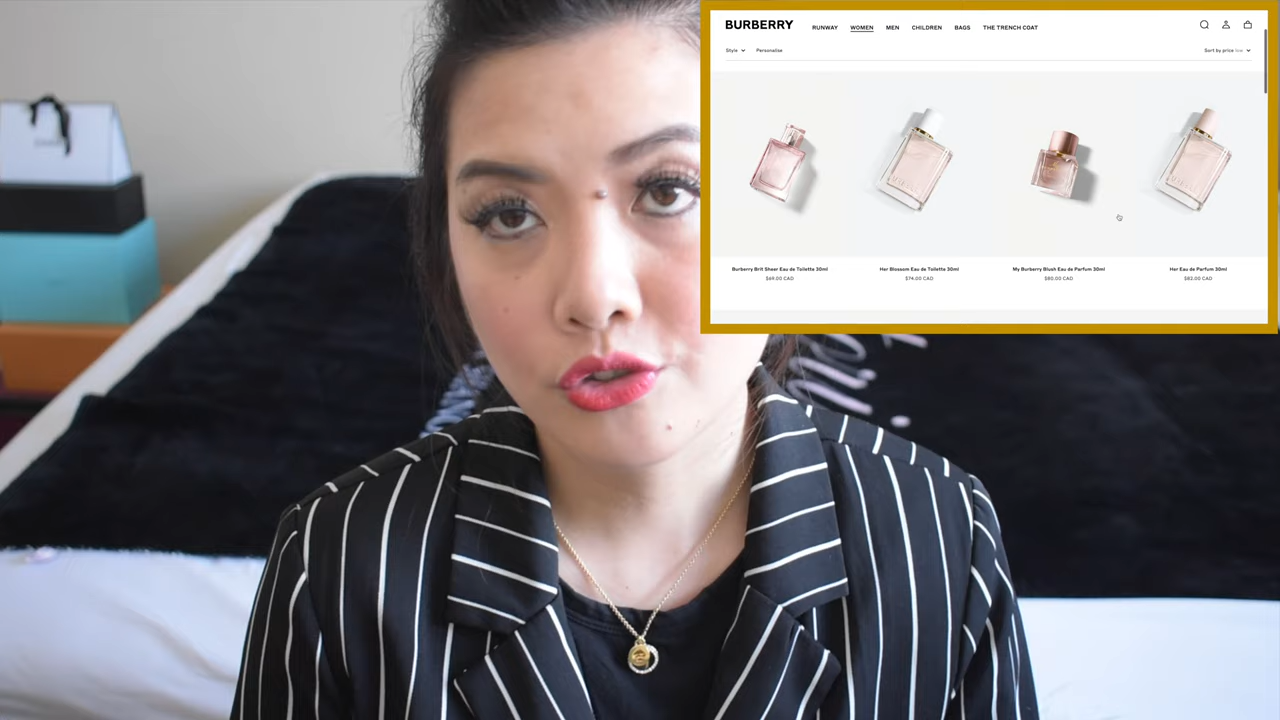 BURBERRY
RUNWAY WOMEN MEN CHILDREN BAGS THE TRENCH COAT
Style Personalise Sort by price low
Burberry Brit Sheer Eau de Toilette 30ml Her Blossom Eau de Toilette 30ml My Burberry Blush Eau de Parfum 30ml Her Eau de Parfum 30ml
$69.00 CAD $74.00 CAD $80.00 CAD $82.00 CAD